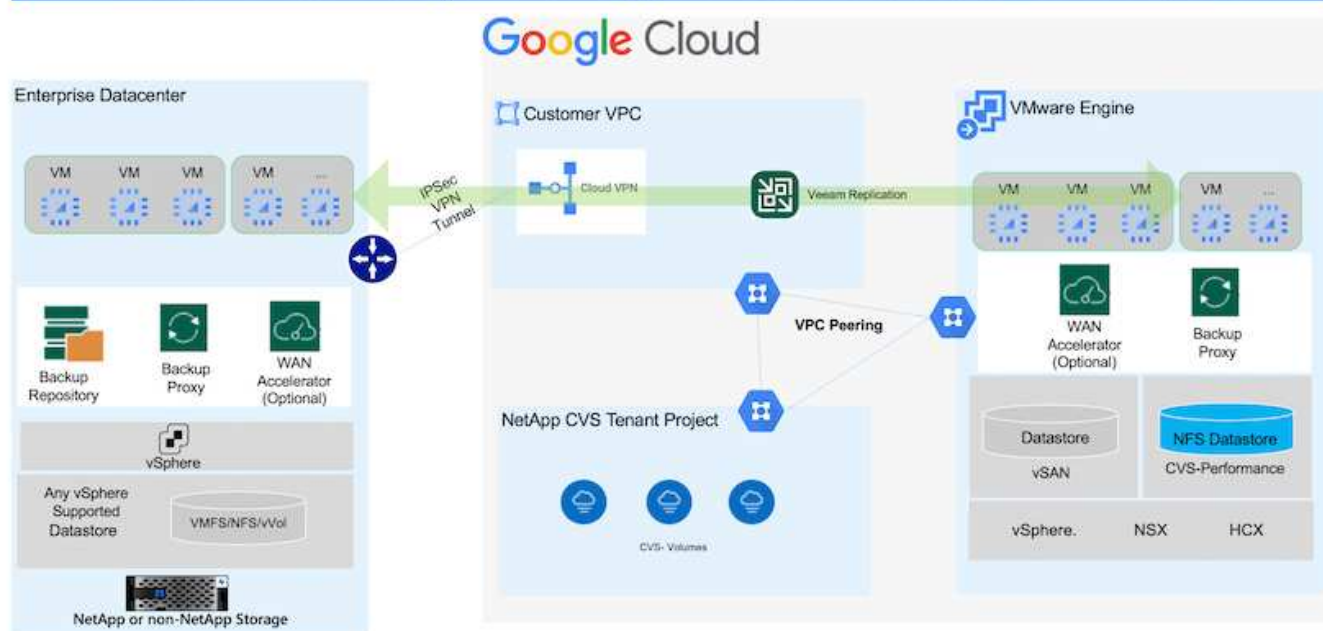 Google Cloud
Enterprise Datacenter
VM
VM
VM
VM
...
IPSec
VPN
Tunnel
Backup
Repository
Backup
Proxy
WAN
Accelerator
(Optional)
vSphere
Any vSphere
Supported
Datastore
VMFS/NFS/vVol
NetApp or non-NetApp Storage
Customer VPC
Cloud VPN
Veeam Replication
VPC Peering
NetApp CVS Tenant Project
CVS- Volumes
VMware Engine
VM
VM
VM
VM
...
WAN
Accelerator
(Optional)
Backup
Proxy
Datastore
vSAN
NFS Datastore
CVS-Performance
vSphere.
NSX
HCX